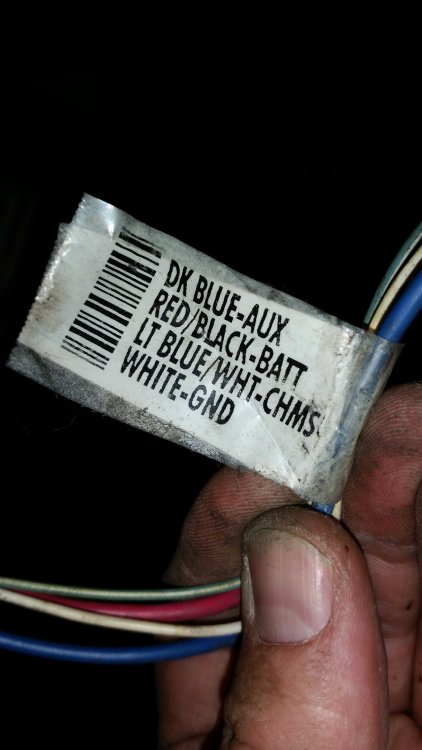 DK BLUE-AUX
RED/BLACK-BATT
LT BLUE/WHT-CHMS
WHITE-GND